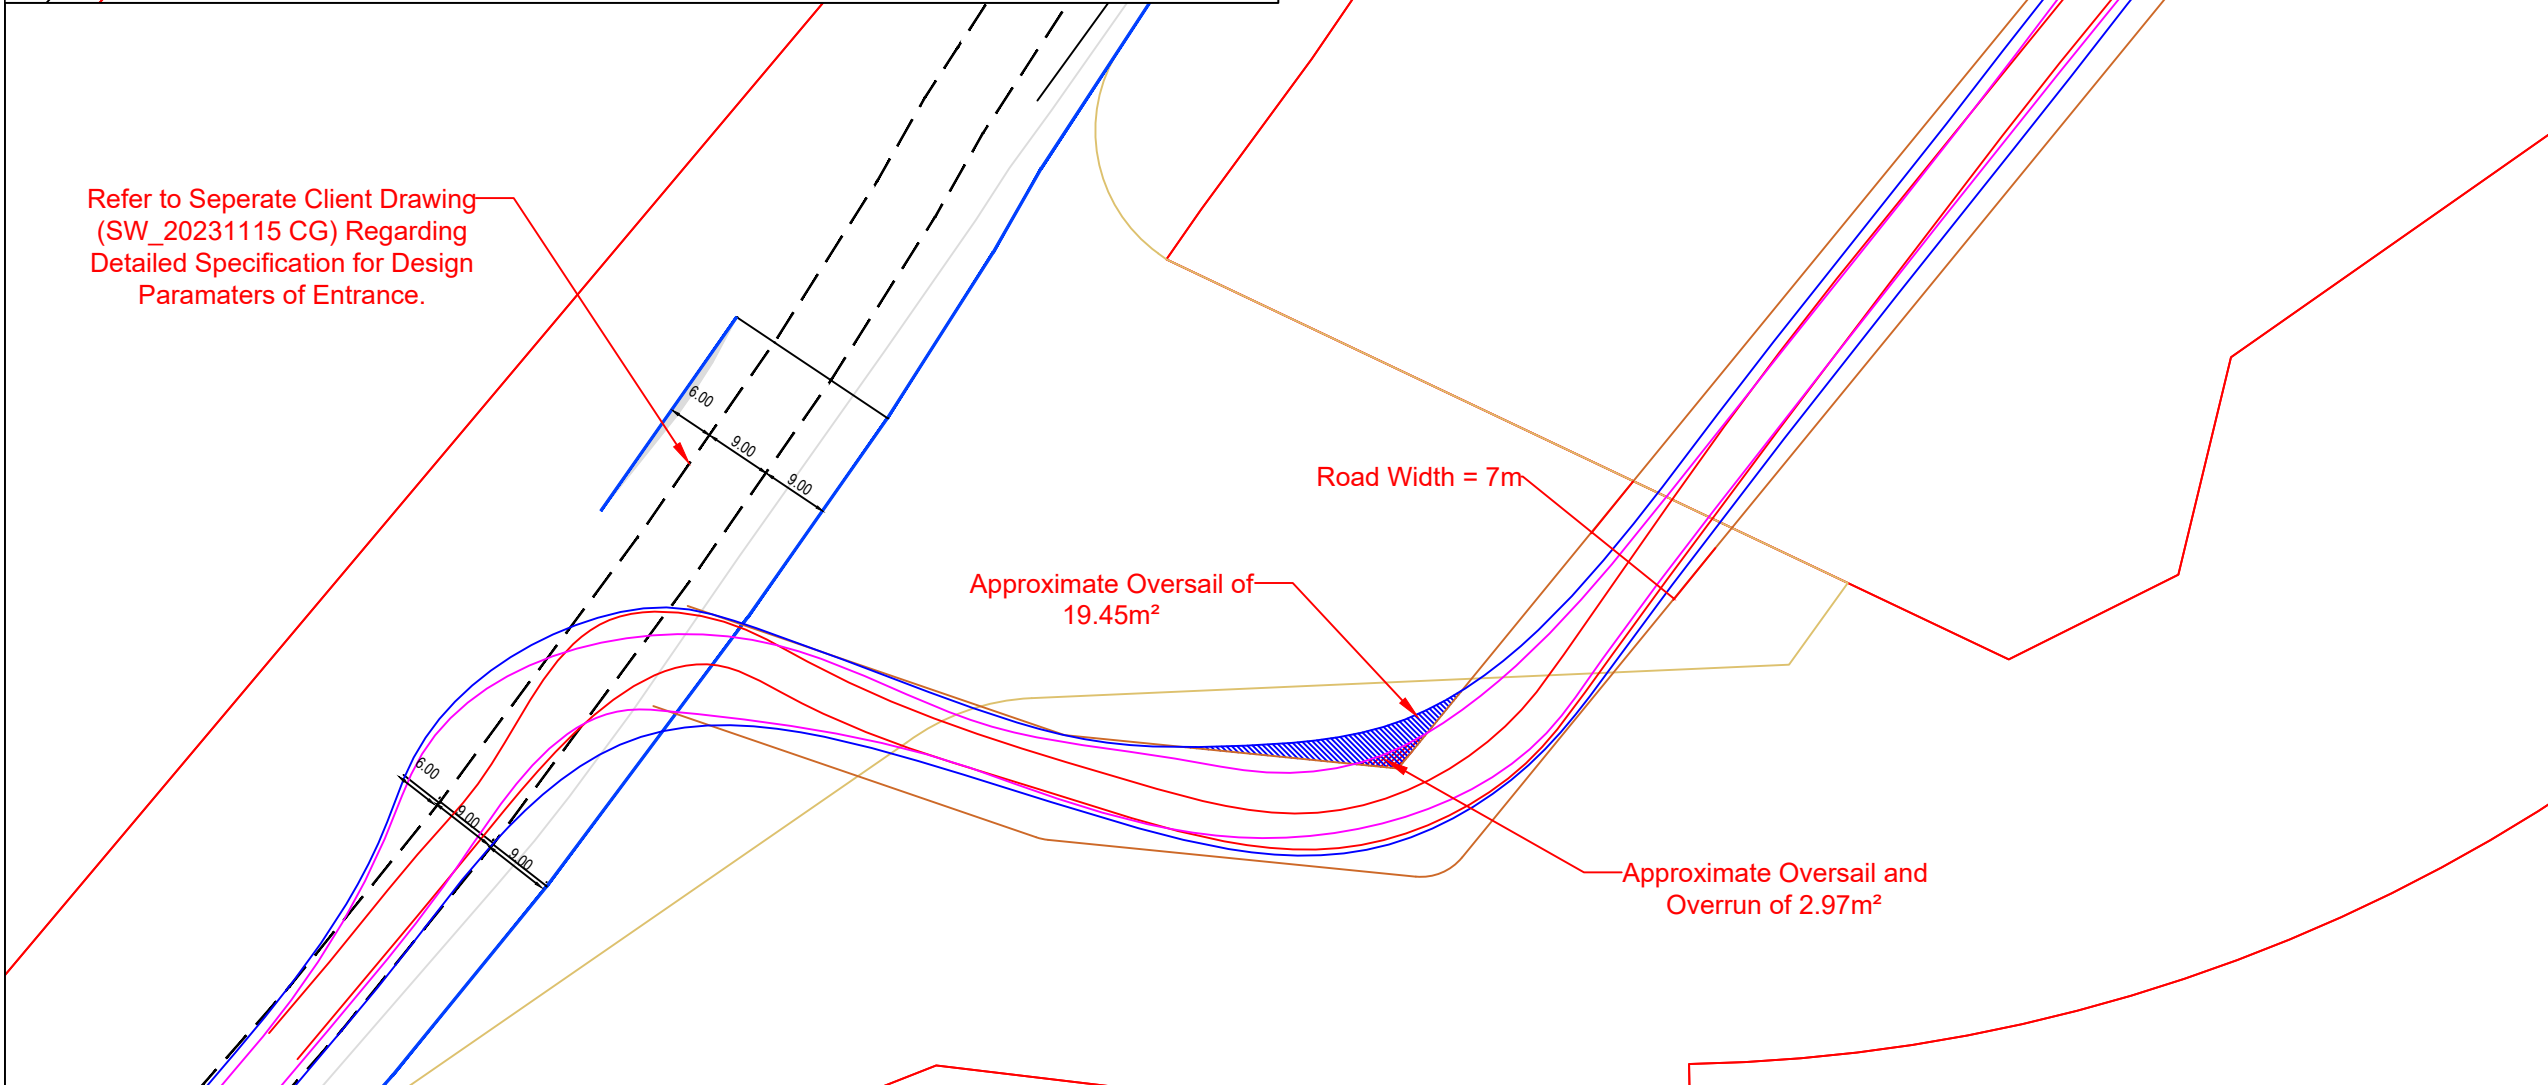 Refer to Seperate Client Drawing
(SW_20231115 CG) Regarding
Detailed Specification for Design
Paramaters of Entrance.
6.00
9.00
9.00
Road Width = 7m
Approximate Oversail of
19.45m²
6.00
9.00
9.00
Approximate Oversail and
Overrun of 2.97m²